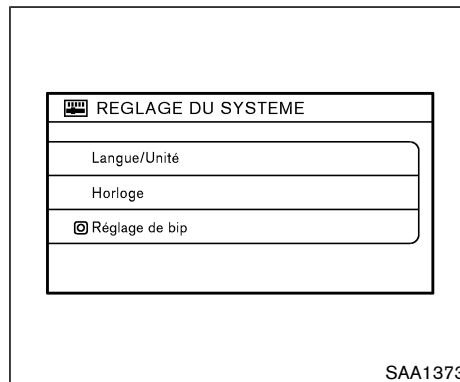 REGLAGE DU SYSTEME
Langue/Unité
Horloge
Réglage de bip
SAA1373